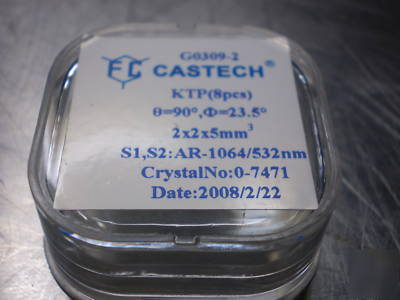 G0309-2
FC CASTECH®
KTP(8pcs)
θ=90°,Φ=23.5°
2x2x5mm³
S1,S2:AR-1064/532nm
CrystalNo:0-7471
Date:2008/2/22